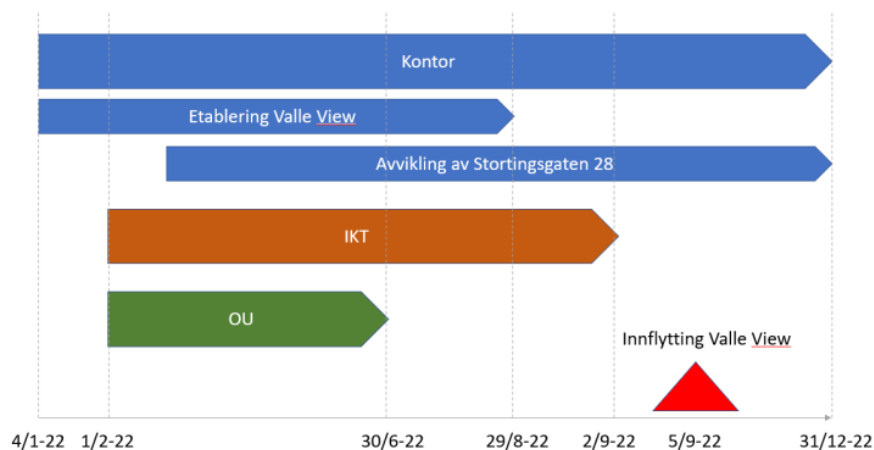 Kontor
Etablering Valle View
Avvikling av Stortingsgaten 28
IKT
OU
Innflytting Valle View
4/1-22 1/2-22 30/6-22 29/8-22 2/9-22 5/9-22 31/12-22